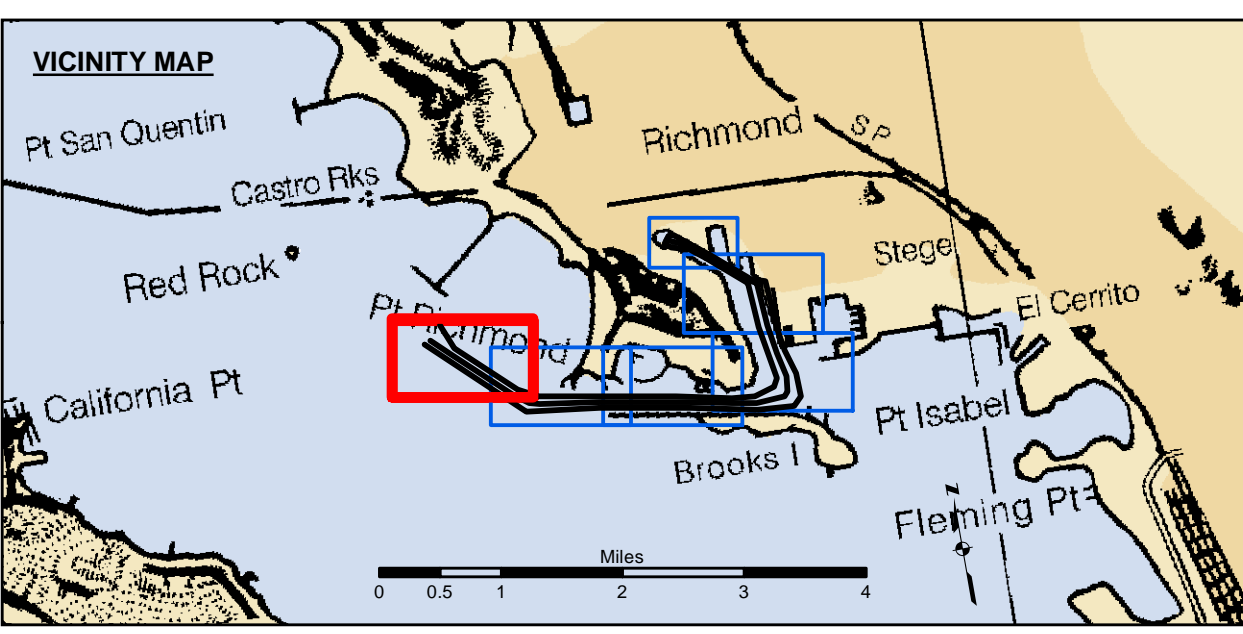 VICINITY MAP
Pt San Quentin
Richmond
S P
Castro Rks
Stege
Red Rock
El Cerrito
Pt Richmond
California Pt
Pt Isabel
Brooks I
Fleming Pt
N
Miles
0 0.5 1 2 3 4